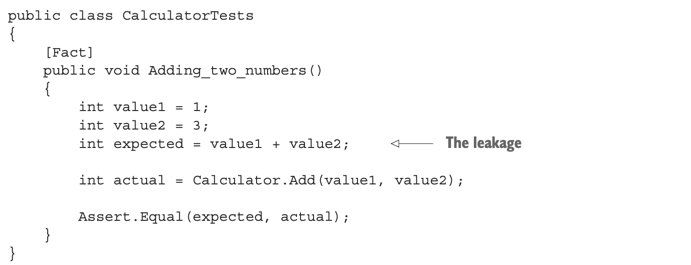 public class CalculatorTests
{
    [Fact]
    public void Adding_two_numbers()
    {
        int value1 = 1;
        int value2 = 3;
        int expected = value1 + value2; The leakage

        int actual = Calculator.Add(value1, value2);

        Assert.Equal(expected, actual);
    }
}